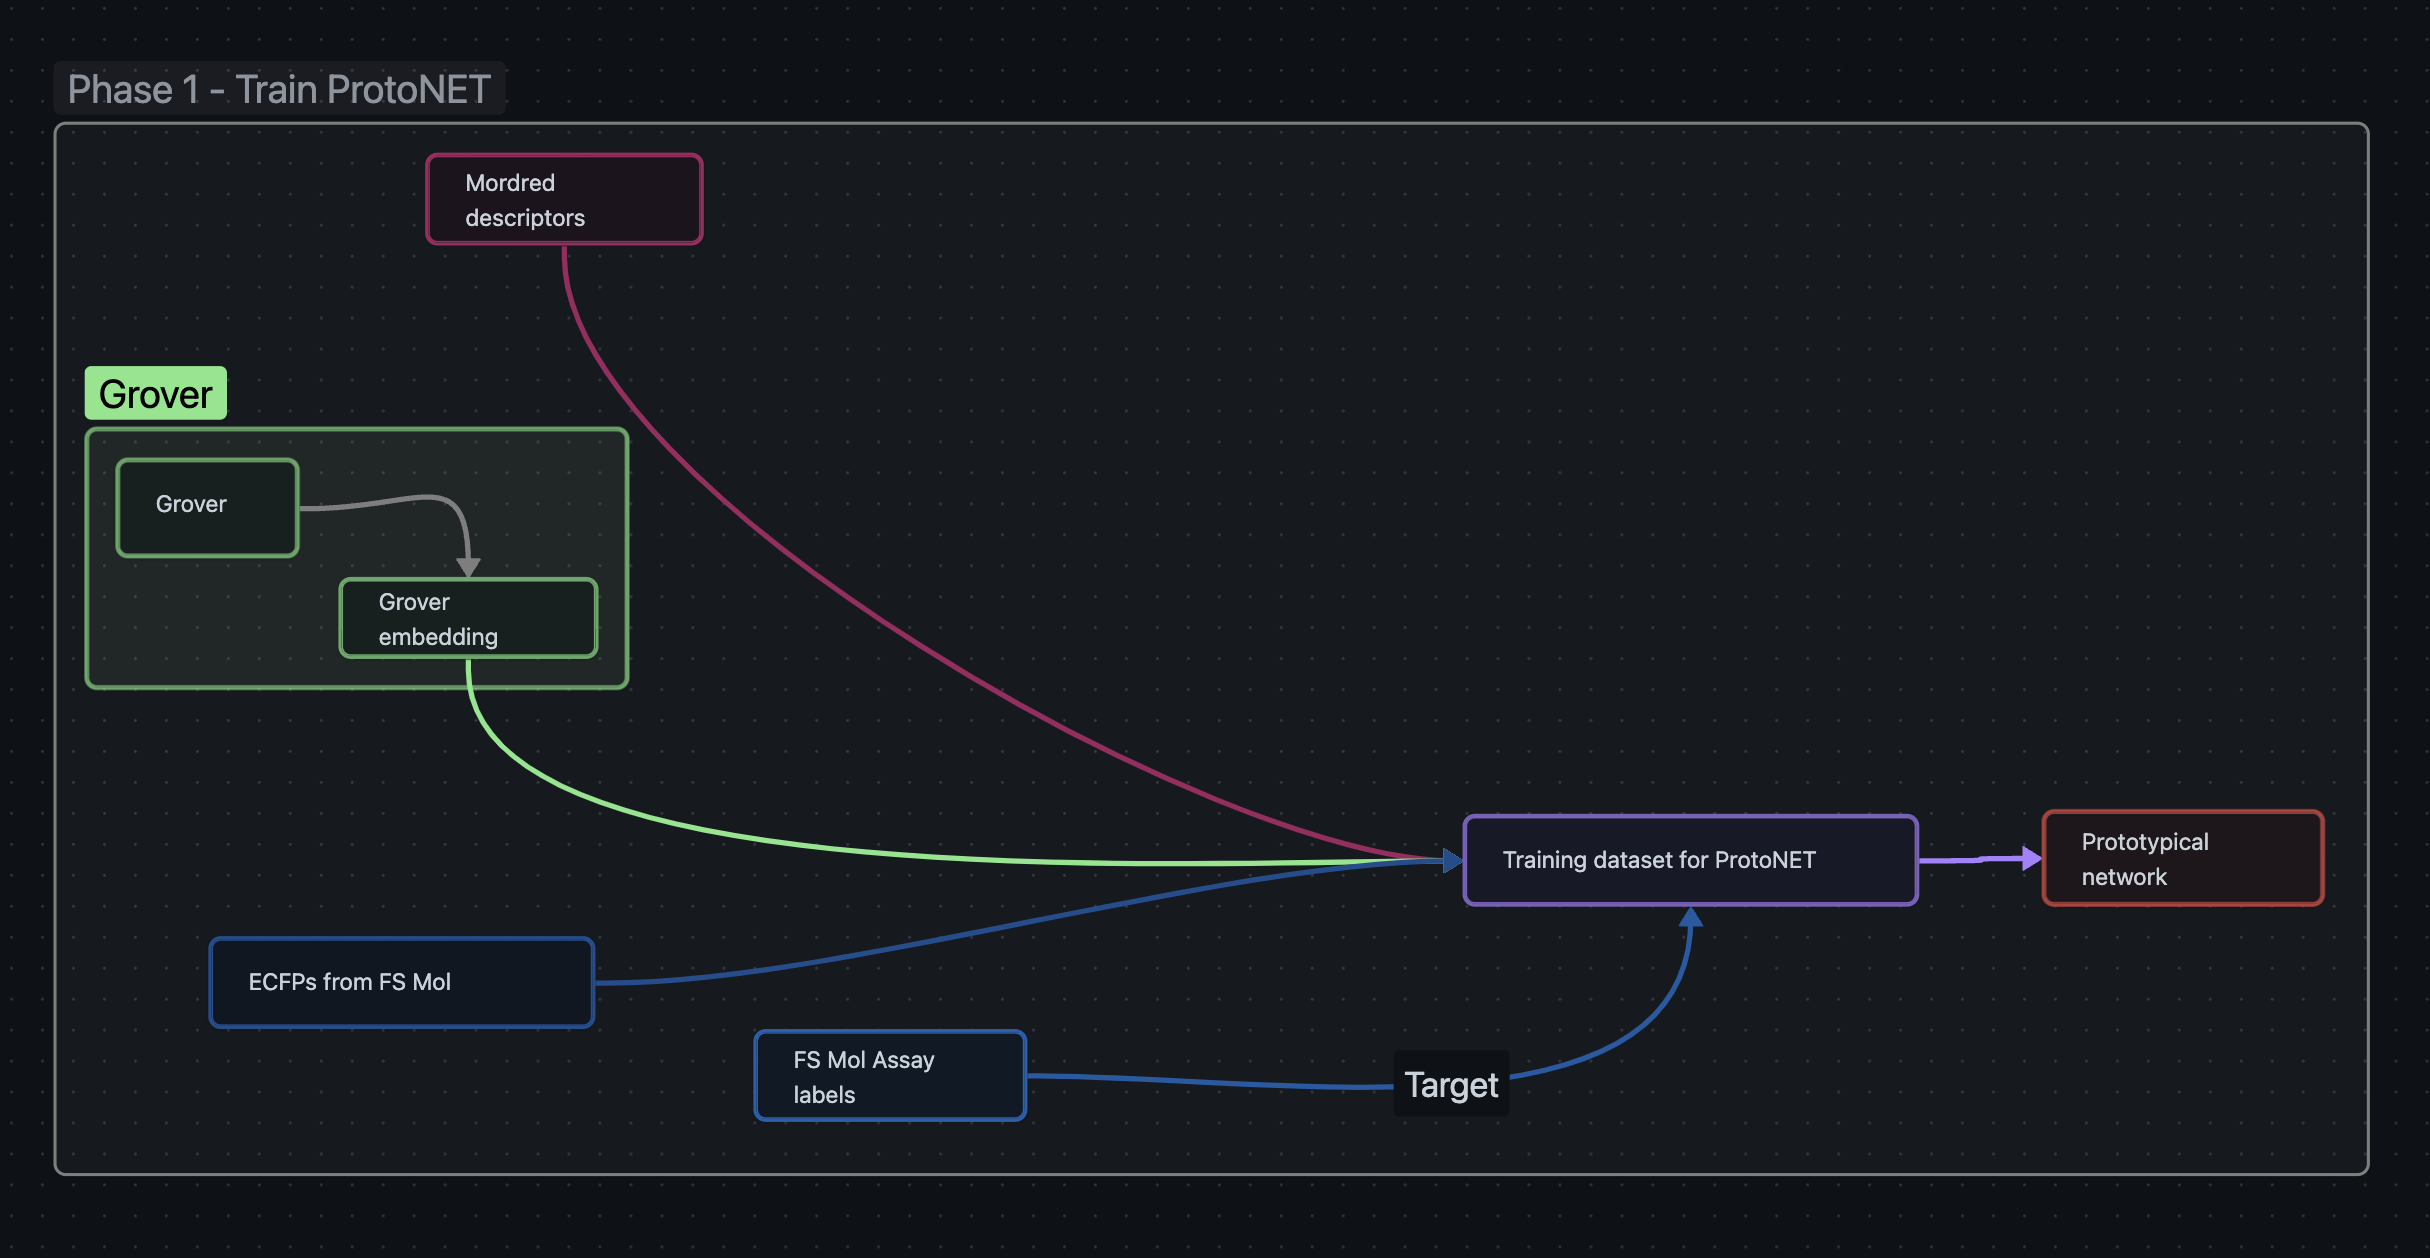 Phase 1 - Train ProtoNET
Mordred
descriptors
Grover
Grover
Grover
embedding
Training dataset for ProtoNET
Prototypical
network
ECFPs from FS Mol
FS Mol Assay
labels
Target